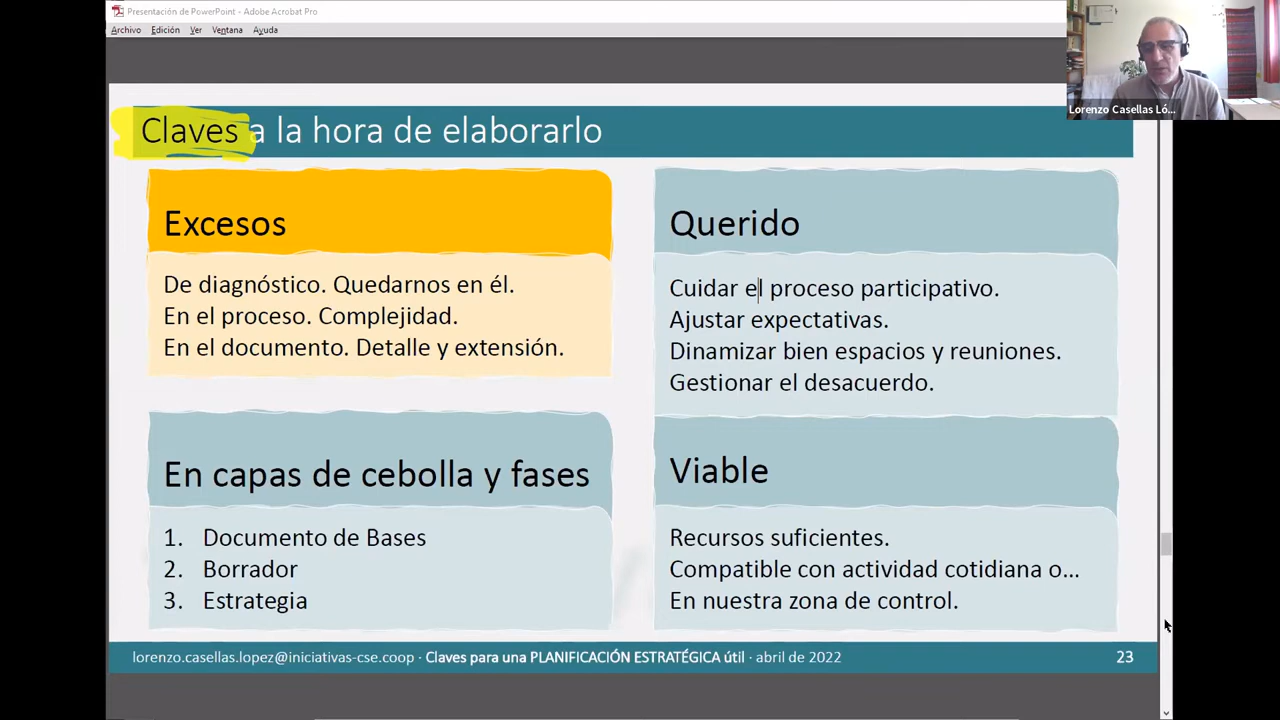 Presentación de PowerPoint - Adobe Acrobat Pro
Archivo Edición Ver Ventana Ayuda
Lorenzo Casellas Ló...
Claves a la hora de elaborarlo
Excesos
De diagnóstico. Quedarnos en él.
En el proceso. Complejidad.
En el documento. Detalle y extensión.
Querido
Cuidar el proceso participativo.
Ajustar expectativas.
Dinamizar bien espacios y reuniones.
Gestionar el desacuerdo.
En capas de cebolla y fases
1. Documento de Bases
2. Borrador
3. Estrategia
Viable
Recursos suficientes.
Compatible con actividad cotidiana o...
En nuestra zona de control.
lorenzo.casellas.lopez@iniciativas-cse.coop · Claves para una PLANIFICACIÓN ESTRATÉGICA útil · abril de 2022 23